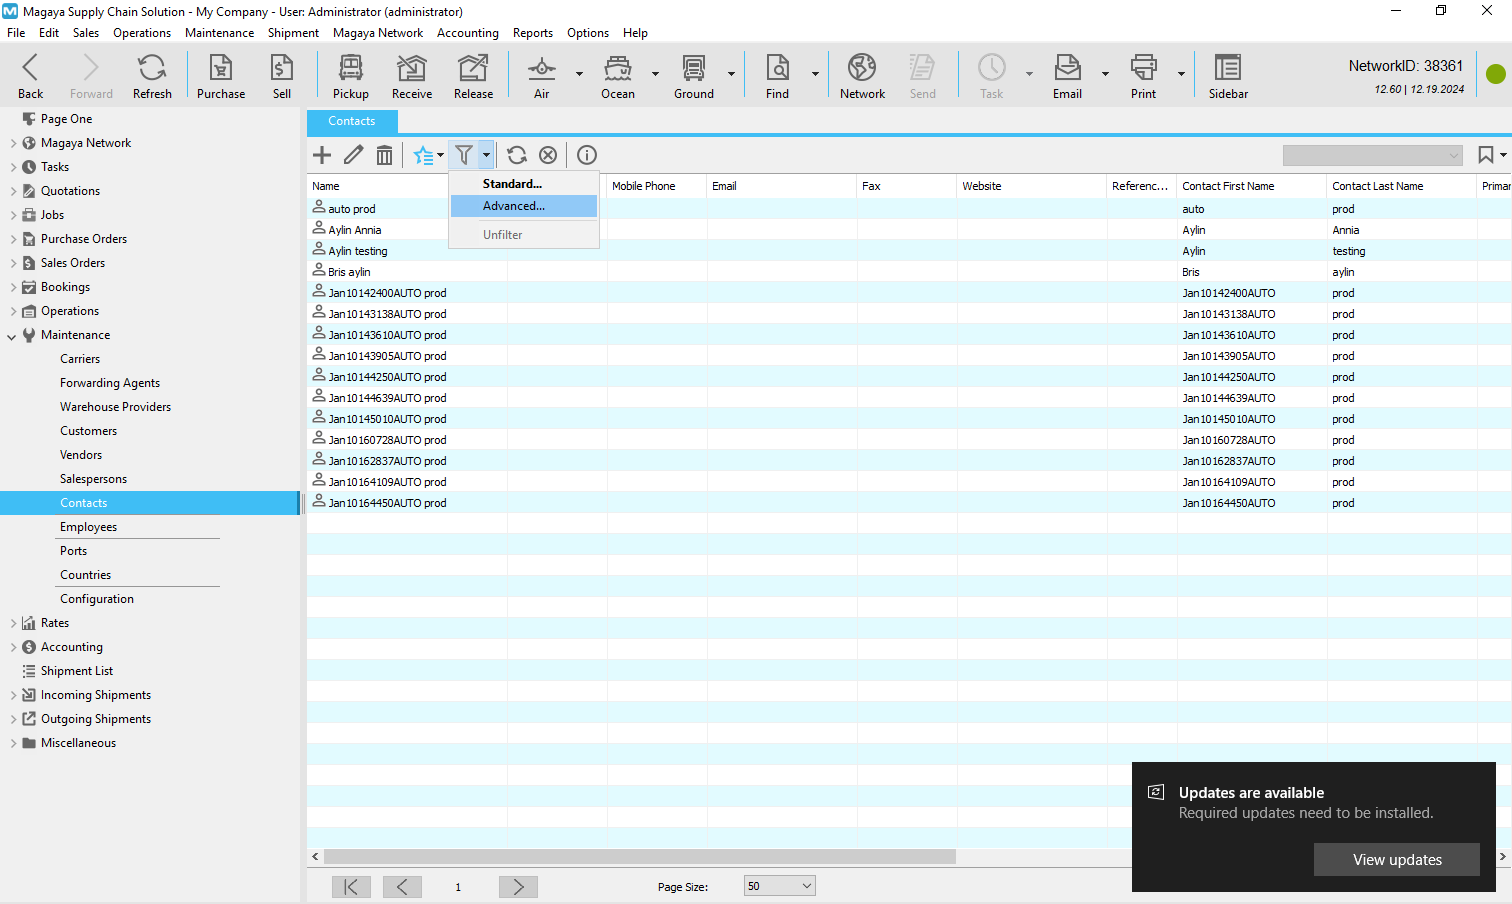 Magaya Supply Chain Solution - My Company - User: Administrator (administrator)
File Edit Sales Operations Maintenance Shipment Magaya Network Accounting Reports Options Help
Back Forward Refresh Purchase Sell Pickup Receive Release Air Ocean Ground Find Network Send Task Email Print Sidebar
NetworkID: 38361
12.60 | 12.19.2024
Page One
Magaya Network
Tasks
Quotations
Jobs
Purchase Orders
Sales Orders
Bookings
Operations
Maintenance
Carriers
Forwarding Agents
Warehouse Providers
Customers
Vendors
Salespersons
Contacts
Employees
Ports
Countries
Configuration
Rates
Accounting
Shipment List
Incoming Shipments
Outgoing Shipments
Miscellaneous
Contacts
Standard...
Advanced...
Unfilter
Name Mobile Phone Email Fax Website Referenc... Contact First Name Contact Last Name Primar
auto prod auto prod
Aylin Annia Aylin Annia
Aylin testing Aylin testing
Bris aylin Bris aylin
Jan10142400AUTO prod Jan10142400AUTO prod
Jan10143138AUTO prod Jan10143138AUTO prod
Jan10143610AUTO prod Jan10143610AUTO prod
Jan10143905AUTO prod Jan10143905AUTO prod
Jan10144250AUTO prod Jan10144250AUTO prod
Jan10144639AUTO prod Jan10144639AUTO prod
Jan10145010AUTO prod Jan10145010AUTO prod
Jan10160728AUTO prod Jan10160728AUTO prod
Jan10162837AUTO prod Jan10162837AUTO prod
Jan10164109AUTO prod Jan10164109AUTO prod
Jan10164450AUTO prod Jan10164450AUTO prod
1 Page Size: 50
Updates are available
Required updates need to be installed.
View updates